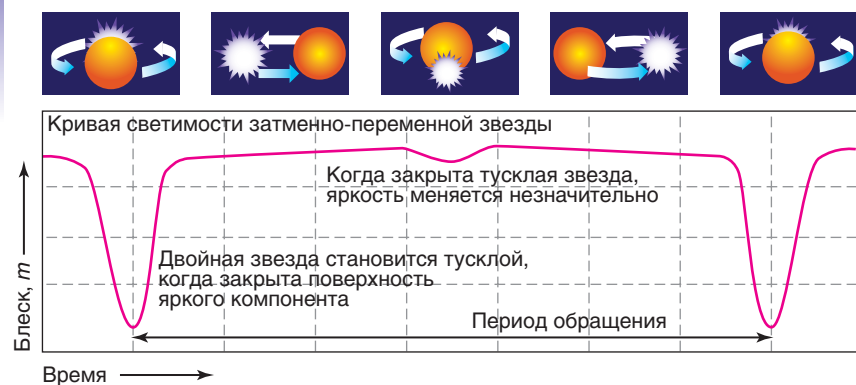 Кривая светимости затменно-переменной звезды
Когда закрыта тусклая звезда,
яркость меняется незначительно
Двойная звезда становится тусклой,
когда закрыта поверхность
яркого компонента
Период обращения
Блеск, m
Время